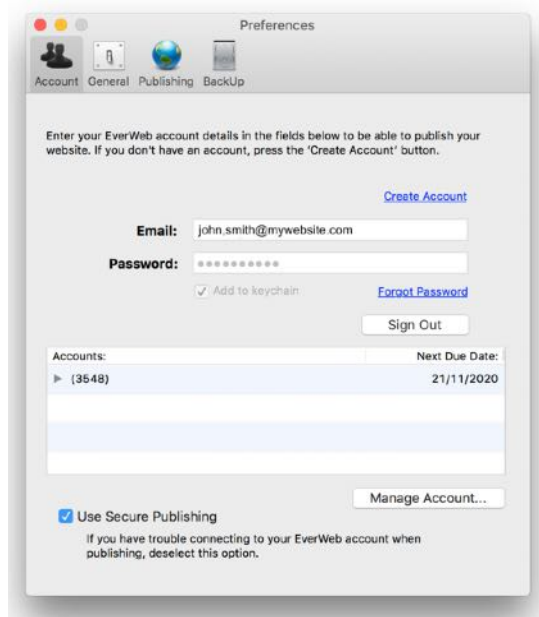 Preferences
Account General Publishing BackUp
Enter your EverWeb account details in the fields below to be able to publish your
website. If you don't have an account, press the 'Create Account' button.
Create Account
Email: john.smith@mywebsite.com
Password: ●●●●●●●●●●
Add to keychain Forgot Password
Sign Out
Accounts: Next Due Date:
(3548) 21/11/2020
Manage Account...
Use Secure Publishing
If you have trouble connecting to your EverWeb account when
publishing, deselect this option.